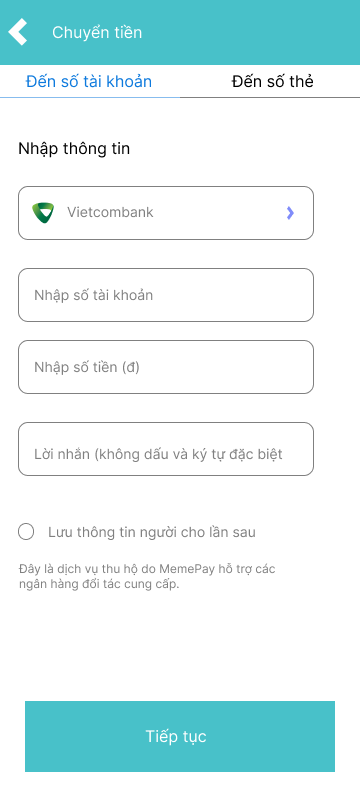 Chuyển tiền
Đến số tài khoản
Đến số thẻ
Nhập thông tin
Vietcombank
Nhập số tài khoản
Nhập số tiền (đ)
Lời nhắn (không dấu và ký tự đặc biệt
Lưu thông tin người cho lần sau
Đây là dịch vụ thu hộ do MemePay hỗ trợ các
ngân hàng đổi tác cung cấp.
Tiếp tục